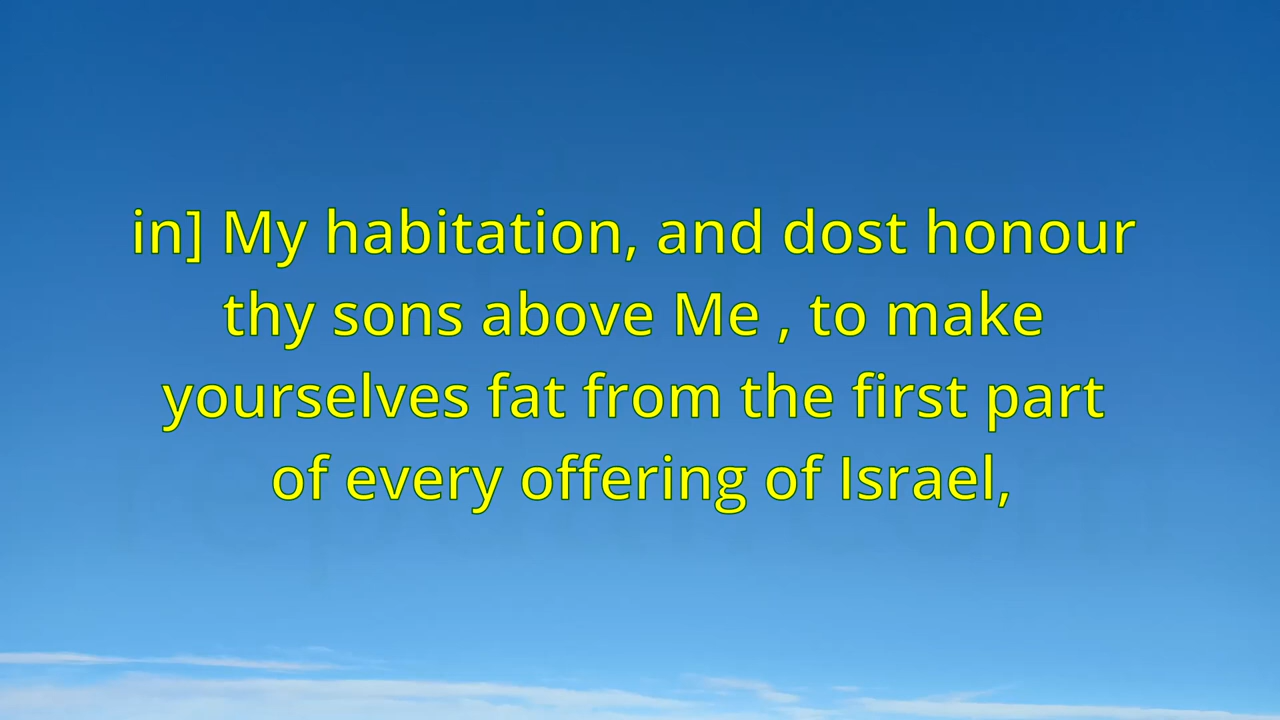 in] My habitation, and dost honour
thy sons above Me , to make
yourselves fat from the first part
of every offering of Israel,